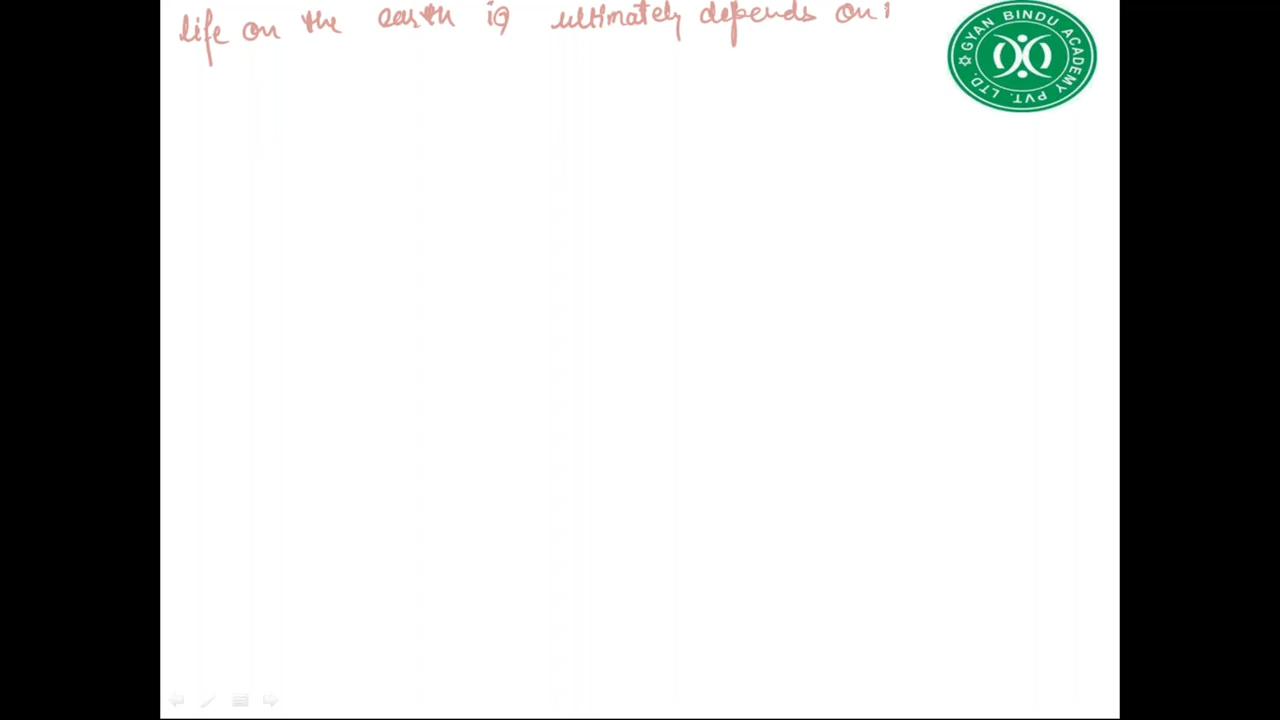 life on the earth is ultimately depends on
GYAN BINDU ACADEMY PVT. LTD.